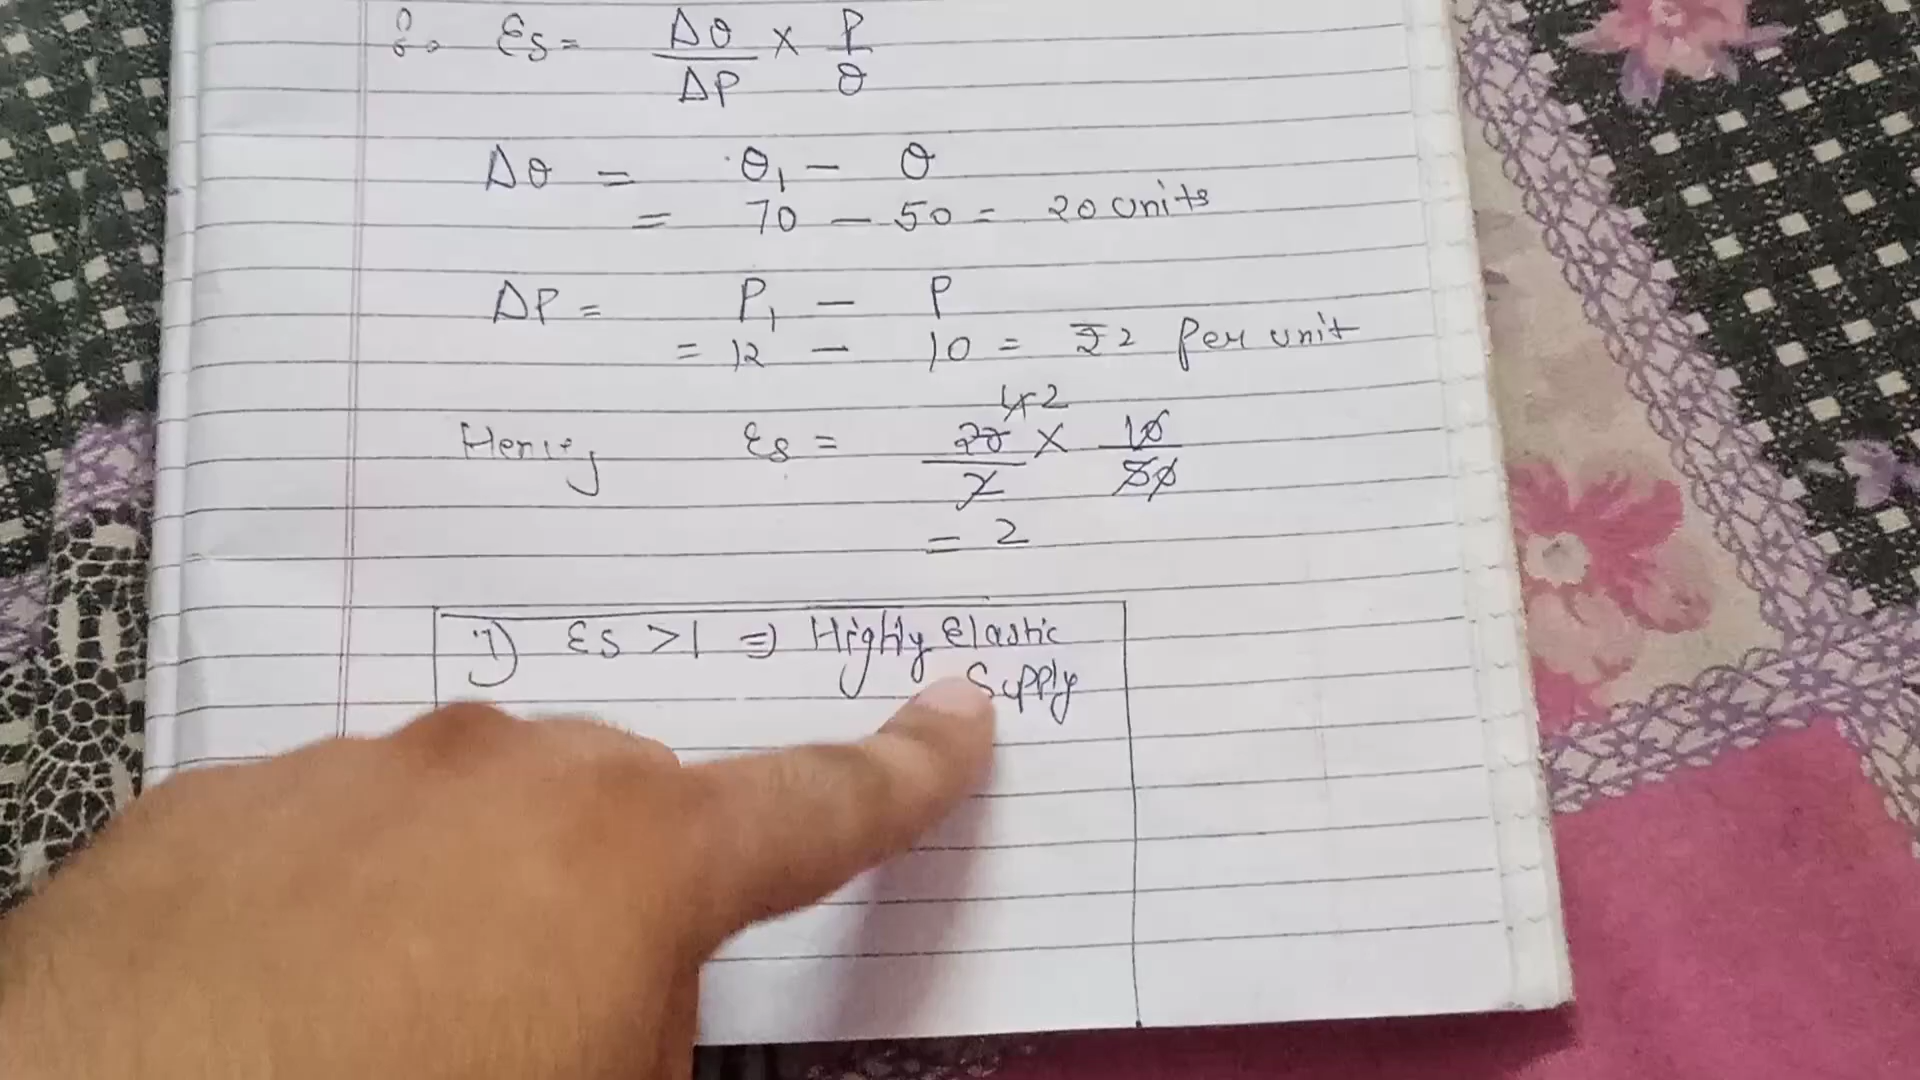 ∴ Es = ΔQ/ΔP × P/Q
ΔQ = Q₁ – Q
= 70 – 50 = 20 units
ΔP = P₁ – P
= 12 – 10 = ₹2 per unit
Es = 20/2 × 10/50
= 2
1) Es >1 ⇒ Highly Elastic
Supply